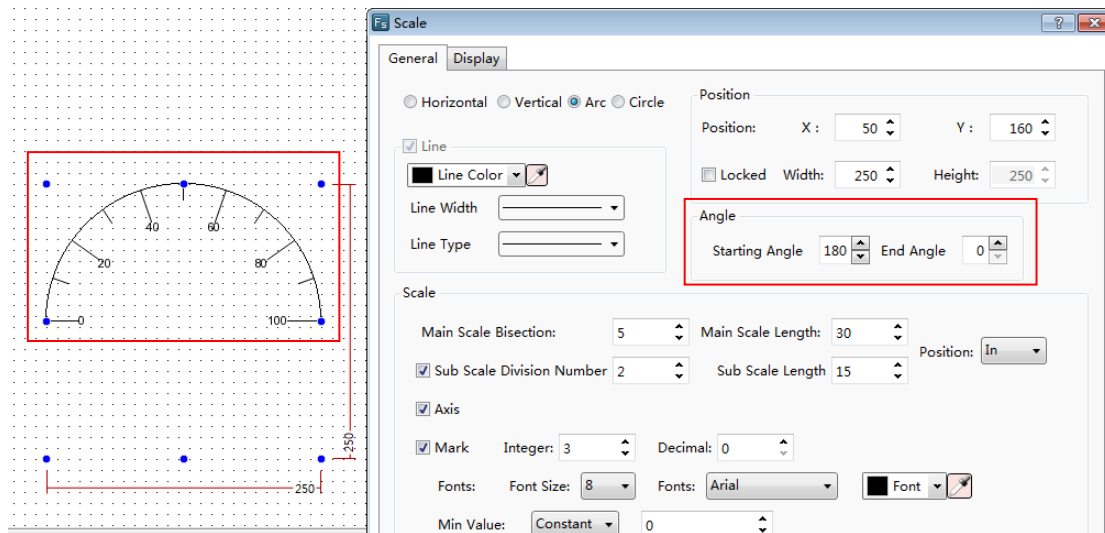 Fs Scale
General Display
Horizontal Vertical Arc Circle
Position
Position: X : 50 Y : 160
Line
Line Color
Locked Width: 250 Height: 250
Line Width
Angle
Line Type
Starting Angle 180 End Angle 0
Scale
Main Scale Bisection: 5 Main Scale Length: 30
Position: In
Sub Scale Division Number 2 Sub Scale Length 15
Axis
Mark Integer: 3 Decimal: 0
Fonts: Font Size: 8 Fonts: Arial Font
Min Value: Constant 0
40 60
20 80
0 100
250
250